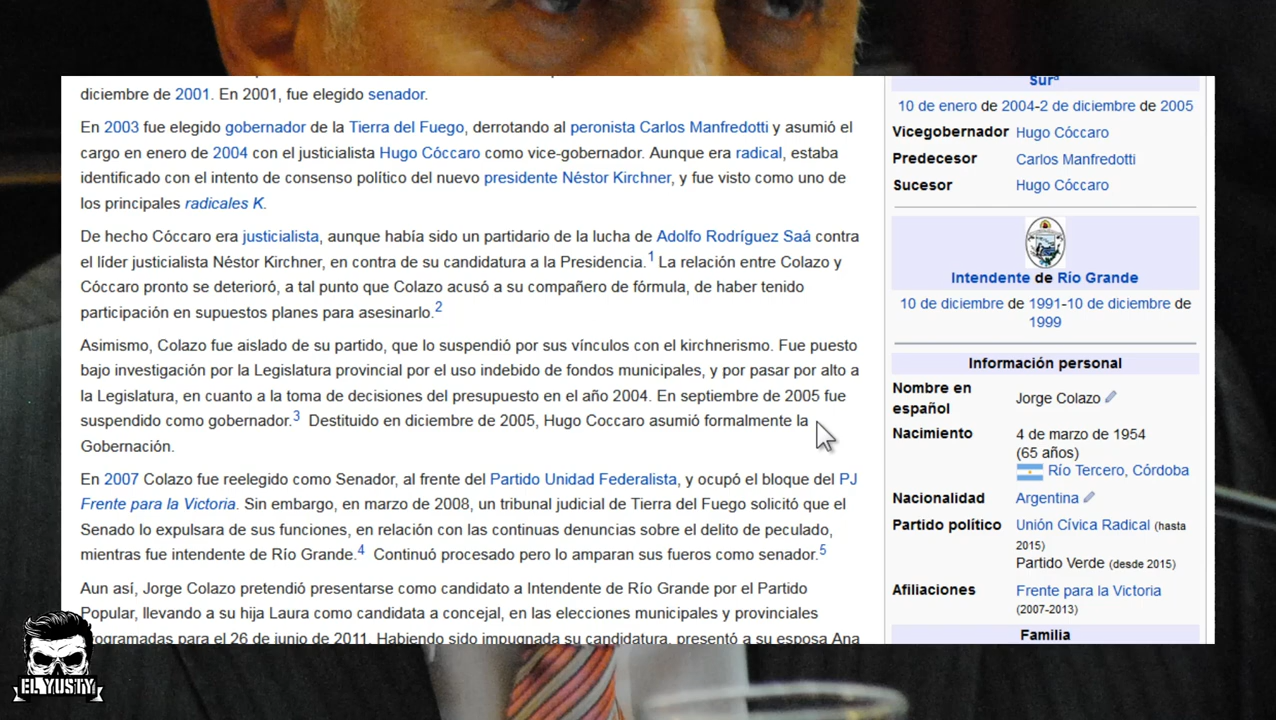 diciembre de 2001. En 2001, fue elegido senador.
En 2003 fue elegido gobernador de la Tierra del Fuego, derrotando al peronista Carlos Manfredotti y asumió el
cargo en enero de 2004 con el justicialista Hugo Cóccaro como vice-gobernador. Aunque era radical, estaba
identificado con el intento de consenso político del nuevo presidente Néstor Kirchner, y fue visto como uno de
los principales radicales K.
De hecho Cóccaro era justicialista, aunque había sido un partidario de la lucha de Adolfo Rodríguez Saá contra
el líder justicialista Néstor Kirchner, en contra de su candidatura a la Presidencia.1 La relación entre Colazo y
Cóccaro pronto se deterioró, a tal punto que Colazo acusó a su compañero de fórmula, de haber tenido
participación en supuestos planes para asesinarlo.2
Asimismo, Colazo fue aislado de su partido, que lo suspendió por sus vínculos con el kirchnerismo. Fue puesto
bajo investigación por la Legislatura provincial por el uso indebido de fondos municipales, y por pasar por alto a
la Legislatura, en cuanto a la toma de decisiones del presupuesto en el año 2004. En septiembre de 2005 fue
suspendido como gobernador.3 Destituido en diciembre de 2005, Hugo Coccaro asumió formalmente la
Gobernación.
En 2007 Colazo fue reelegido como Senador, al frente del Partido Unidad Federalista, y ocupó el bloque del PJ
Frente para la Victoria. Sin embargo, en marzo de 2008, un tribunal judicial de Tierra del Fuego solicitó que el
Senado lo expulsara de sus funciones, en relación con las continuas denuncias sobre el delito de peculado,
mientras fue intendente de Río Grande.4 Continuó procesado pero lo amparan sus fueros como senador.5
Aun así, Jorge Colazo pretendió presentarse como candidato a Intendente de Río Grande por el Partido
Popular, llevando a su hija Laura como candidata a concejal, en las elecciones municipales y provinciales
programadas para el 26 de junio de 2011. Habiendo sido impugnada su candidatura, presentó a su esposa Ana
Surª
10 de enero de 2004-2 de diciembre de 2005
Vicegobernador Hugo Cóccaro
Predecesor Carlos Manfredotti
Sucesor Hugo Cóccaro
Intendente de Río Grande
10 de diciembre de 1991-10 de diciembre de
1999
Información personal
Nombre en
español Jorge Colazo
Nacimiento 4 de marzo de 1954
(65 años)
Río Tercero, Córdoba
Nacionalidad Argentina
Partido político Unión Cívica Radical (hasta
2015)
Partido Verde (desde 2015)
Afiliaciones Frente para la Victoria
(2007-2013)
Familia
EL YUSTY